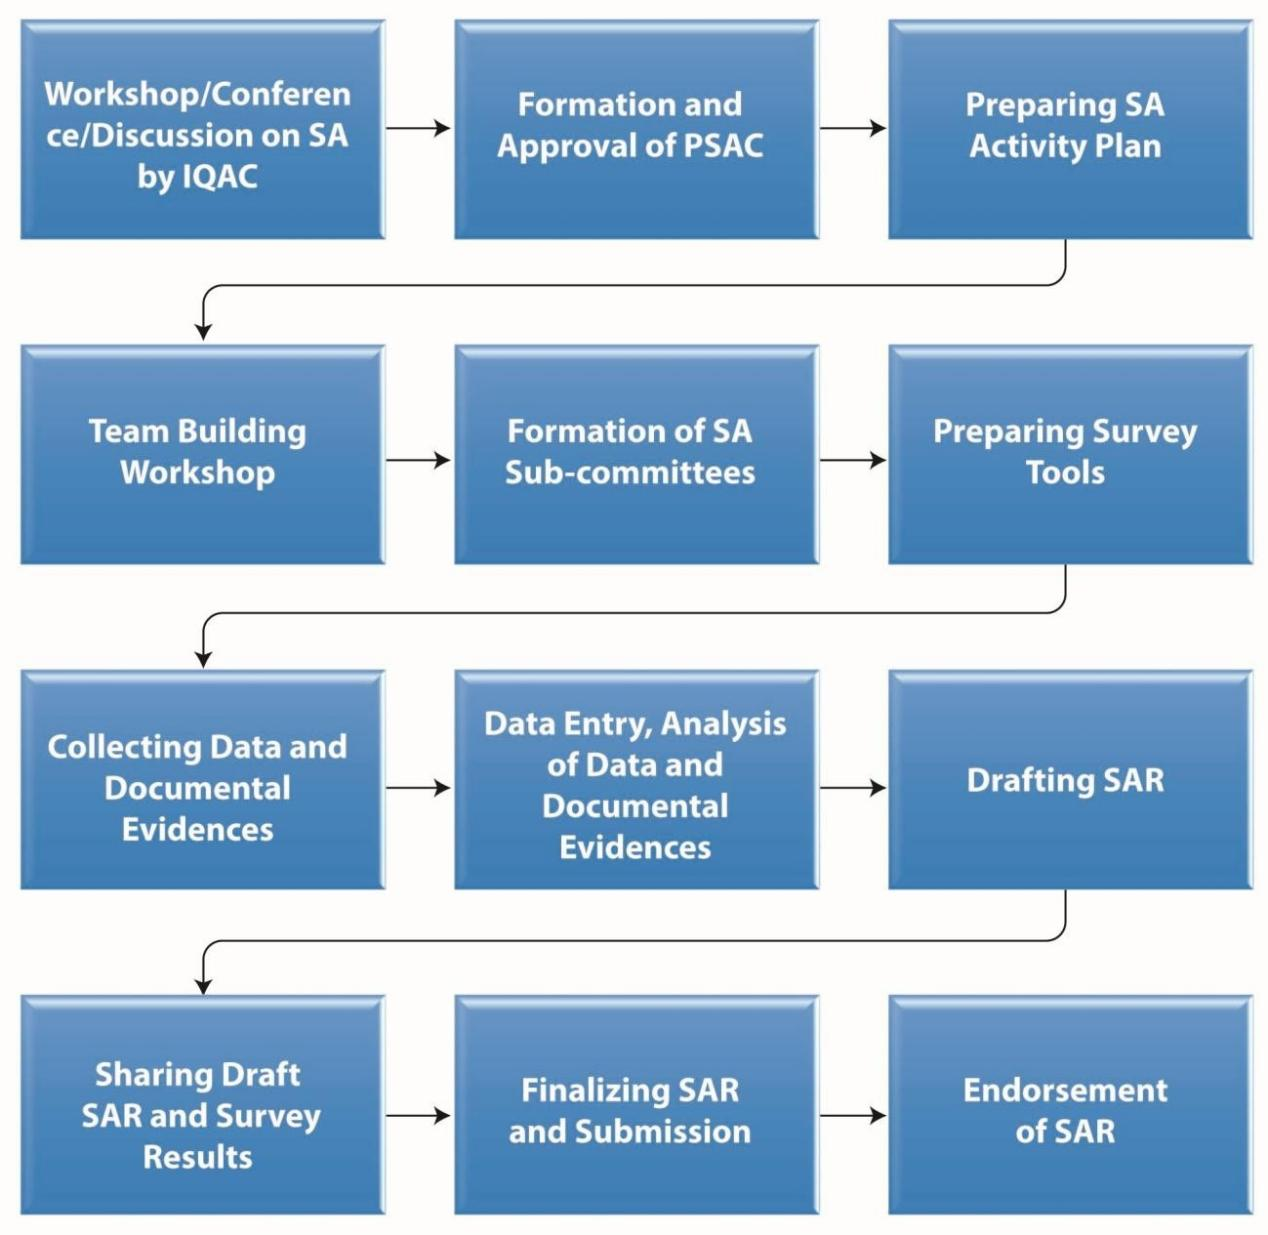 Workshop/Conferen
ce/Discussion on SA
by IQAC
Formation and
Approval of PSAC
Preparing SA
Activity Plan
Team Building
Workshop
Formation of SA
Sub-committees
Preparing Survey
Tools
Collecting Data and
Documental
Evidences
Data Entry, Analysis
of Data and
Documental
Evidences
Drafting SAR
Sharing Draft
SAR and Survey
Results
Finalizing SAR
and Submission
Endorsement
of SAR